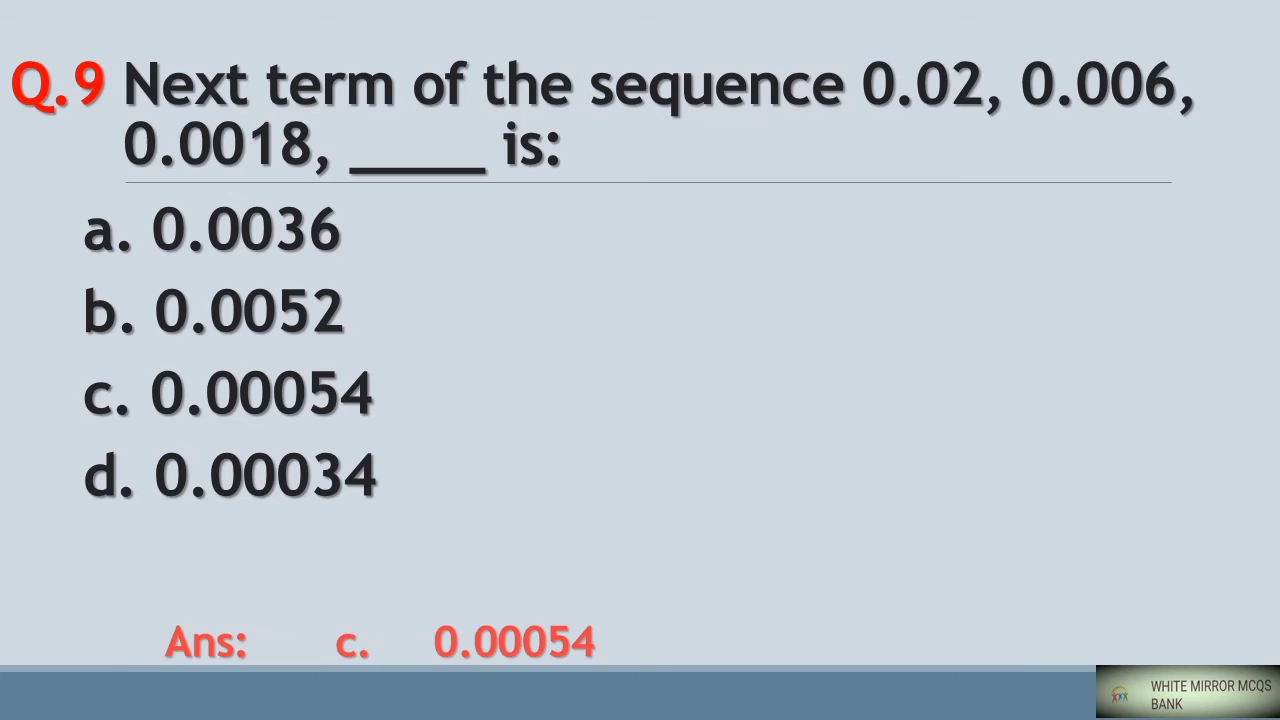 Q.9 Next term of the sequence 0.02, 0.006,
0.0018, ____ is:
a. 0.0036
b. 0.0052
c. 0.00054
d. 0.00034
Ans: c. 0.00054
WHITE MIRROR MCQS
BANK